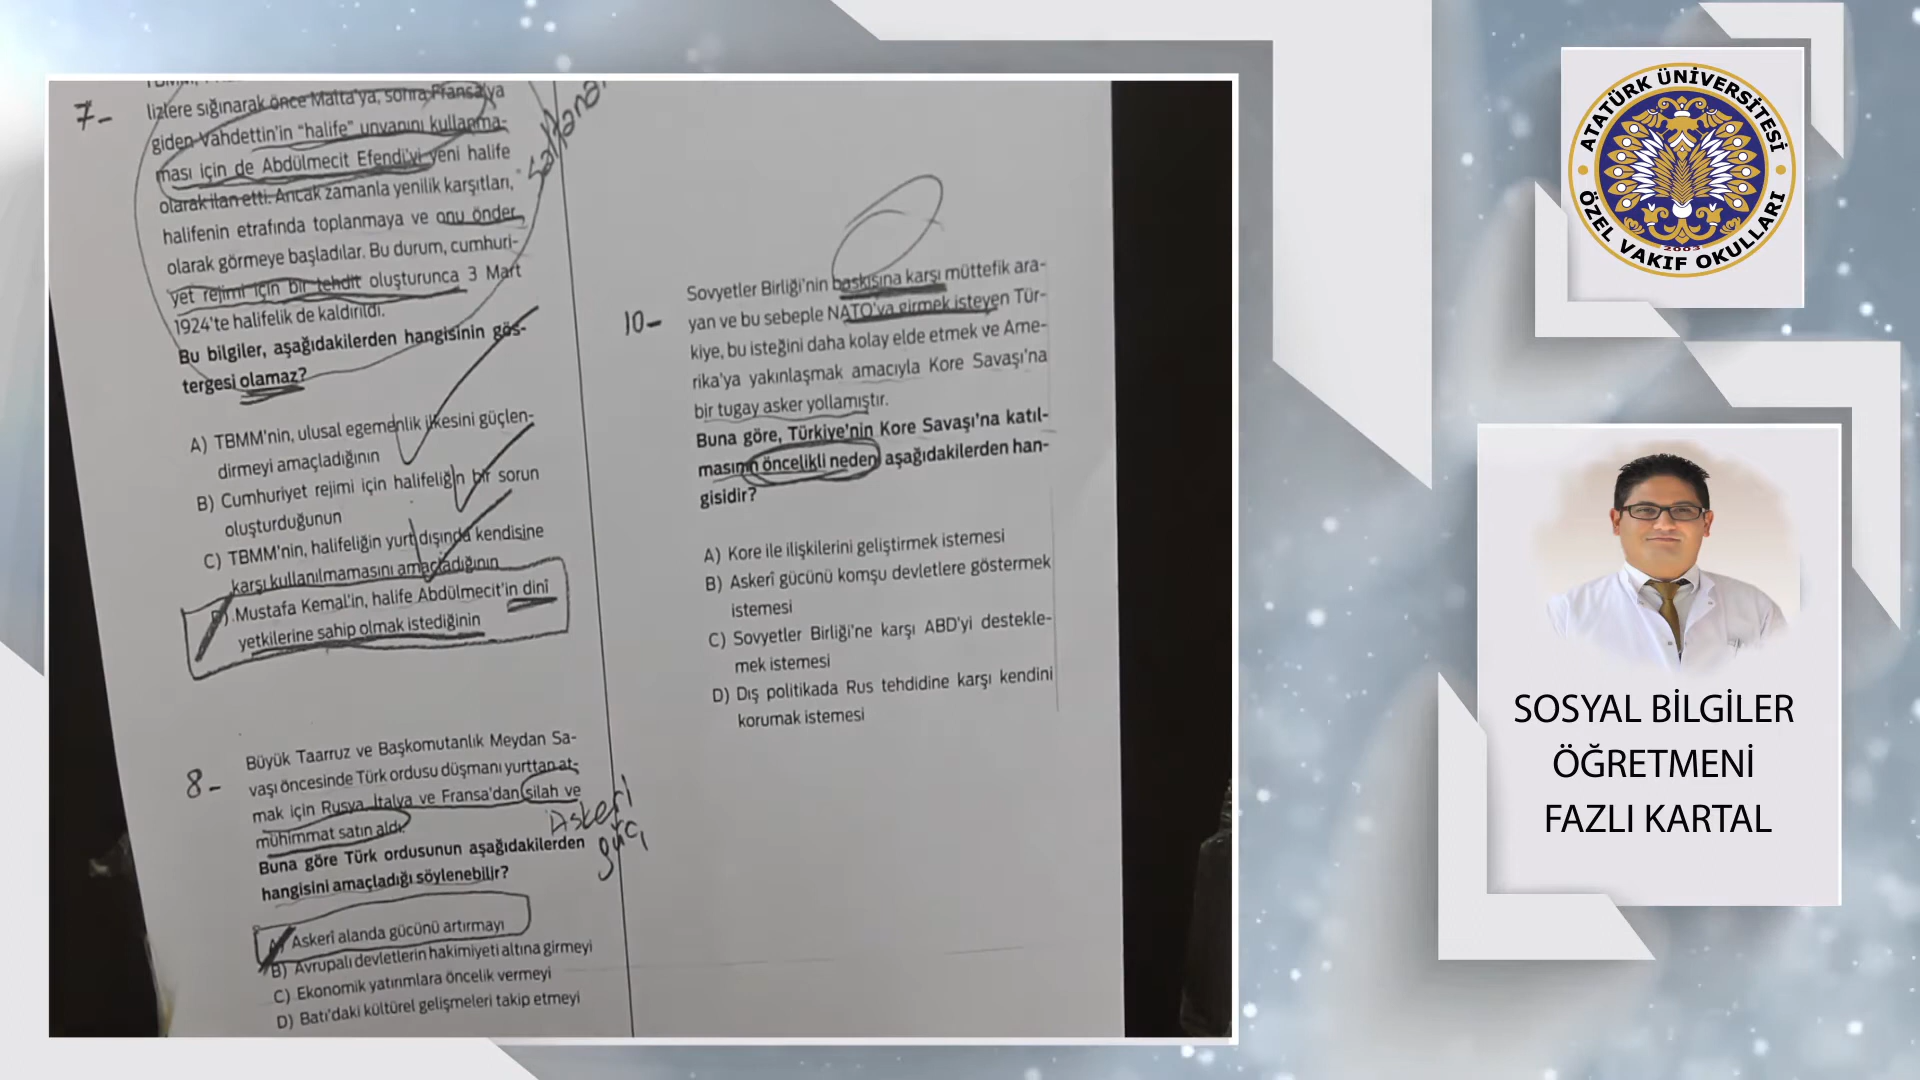 7-
lizlere sığınarak önce Malta'ya, sonra Fransa'ya
giden Vahdettin'in "halife" unvanını kullanma-
ması için de Abdülmecit Efendi'yi yeni halife
olarak ilan etti. Ancak zamanla yenilik karşıtları,
halifenin etrafında toplanmaya ve onu önder
olarak görmeye başladılar. Bu durum, cumhuri-
yet rejimi için bir tehdit oluşturunca 3 Mart
1924'te halifelik de kaldırıldı.
Bu bilgiler, aşağıdakilerden hangisinin gös-
tergesi olamaz?
A) TBMM'nin, ulusal egemenlik ilkesini güçlen-
dirmeyi amaçladığının
B) Cumhuriyet rejimi için halifeliğin bir sorun
oluşturduğunun
C) TBMM'nin, halifeliğin yurt dışında kendisine
karşı kullanılmamasını amaçladığının
D) Mustafa Kemal'in, halife Abdülmecit'in dinî
yetkilerine sahip olmak istediğinin
8-
Büyük Taarruz ve Başkomutanlık Meydan Sa-
vaşı öncesinde Türk ordusu düşmanı yurttan at-
mak için Rusya, İtalya ve Fransa'dan silah ve
mühimmat satın aldı.
Askeri
Buna göre Türk ordusunun aşağıdakilerden
hangisini amaçladığı söylenebilir?
A) Askerî alanda gücünü artırmayı
B) Avrupalı devletlerin hakimiyeti altına girmeyi
C) Ekonomik yatırımlara öncelik vermeyi
D) Batı'daki kültürel gelişmeleri takip etmeyi
10-
Sovyetler Birliği'nin baskısına karşı müttefik ara-
yan ve bu sebeple NATO'ya girmek isteyen Tür-
kiye, bu isteğini daha kolay elde etmek ve Ame-
rika'ya yakınlaşmak amacıyla Kore Savaşı'na
bir tugay asker yollamıştır.
Buna göre, Türkiye'nin Kore Savaşı'na katıl-
masının öncelikli nedeni aşağıdakilerden han-
gisidir?
A) Kore ile ilişkilerini geliştirmek istemesi
B) Askerî gücünü komşu devletlere göstermek
istemesi
C) Sovyetler Birliği'ne karşı ABD'yi destekle-
mek istemesi
D) Dış politikada Rus tehdidine karşı kendini
korumak istemesi
ATATÜRK ÜNİVERSİTESİ
2003
ÖZEL VAKIF OKULLARI
SOSYAL BİLGİLER
ÖĞRETMENİ
FAZLI KARTAL